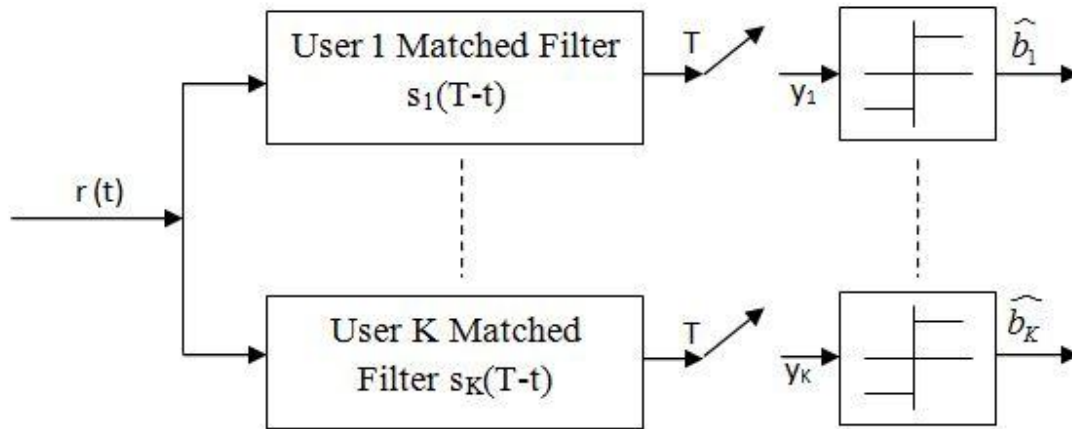 User 1 Matched Filter
s₁(T-t)
T
y₁
b̂₁
r (t)
User K Matched
Filter sK(T-t)
T
yK
b̂K